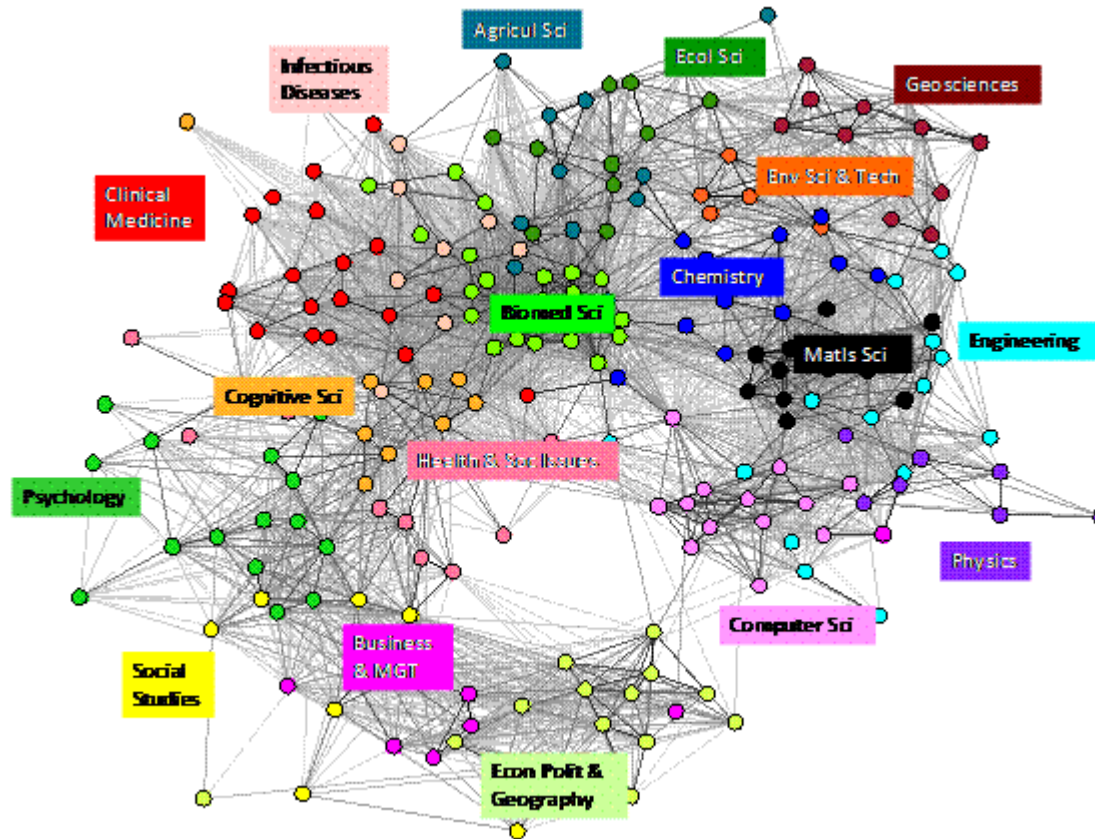 Agricul Sci
Ecol Sci
Infectious
Diseases
Geosciences
Env Sci & Tech
Clinical
Medicine
Chemistry
Biomed Sci
Matls Sci
Engineering
Cognitive Sci
Health & Soc Issues
Psychology
Physics
Computer Sci
Business
& MGT
Social
Studies
Econ Polit &
Geography